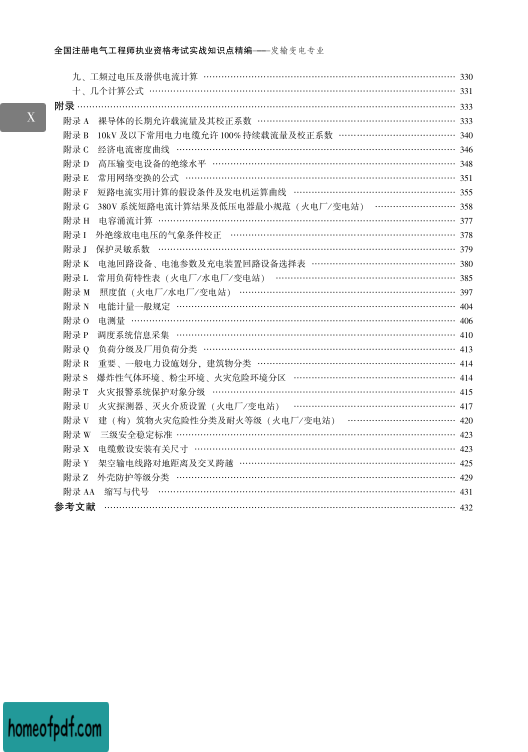 全国注册电气工程师执业资格考试实战知识点精编——发输变电专业
九、工频过电压及潜供电流计算 …… 330
十、几个计算公式 …… 331
附录 …… 333
X
附录 A 裸导体的长期允许载流量及其校正系数 …… 333
附录 B 10kV 及以下常用电力电缆允许 100% 持续载流量及校正系数 …… 340
附录 C 经济电流密度曲线 …… 346
附录 D 高压输变电设备的绝缘水平 …… 348
附录 E 常用网络变换的公式 …… 351
附录 F 短路电流实用计算的假设条件及发电机运算曲线 …… 355
附录 G 380V 系统短路电流计算结果及低压电器最小规范（火电厂/变电站） …… 358
附录 H 电容涌流计算 …… 377
附录 I 外绝缘放电电压的气象条件校正 …… 378
附录 J 保护灵敏系数 …… 379
附录 K 电池回路设备、电池参数及充电装置回路设备选择表 …… 380
附录 L 常用负荷特性表（火电厂/水电厂/变电站） …… 385
附录 M 照度值（火电厂/水电厂/变电站） …… 397
附录 N 电能计量一般规定 …… 404
附录 O 电测量 …… 406
附录 P 调度系统信息采集 …… 410
附录 Q 负荷分级及厂用负荷分类 …… 413
附录 R 重要、一般电力设施划分，建筑物分类 …… 414
附录 S 爆炸性气体环境、粉尘环境、火灾危险环境分区 …… 414
附录 T 火灾报警系统保护对象分级 …… 415
附录 U 火灾探测器、灭火介质设置（火电厂/变电站） …… 417
附录 V 建（构）筑物火灾危险性分类及耐火等级（火电厂/变电站） …… 420
附录 W 三级安全稳定标准 …… 423
附录 X 电缆敷设安装有关尺寸 …… 423
附录 Y 架空输电线路对地距离及交叉跨越 …… 425
附录 Z 外壳防护等级分类 …… 429
附录 AA 缩写与代号 …… 431
参考文献 …… 432
homeofpdf.com